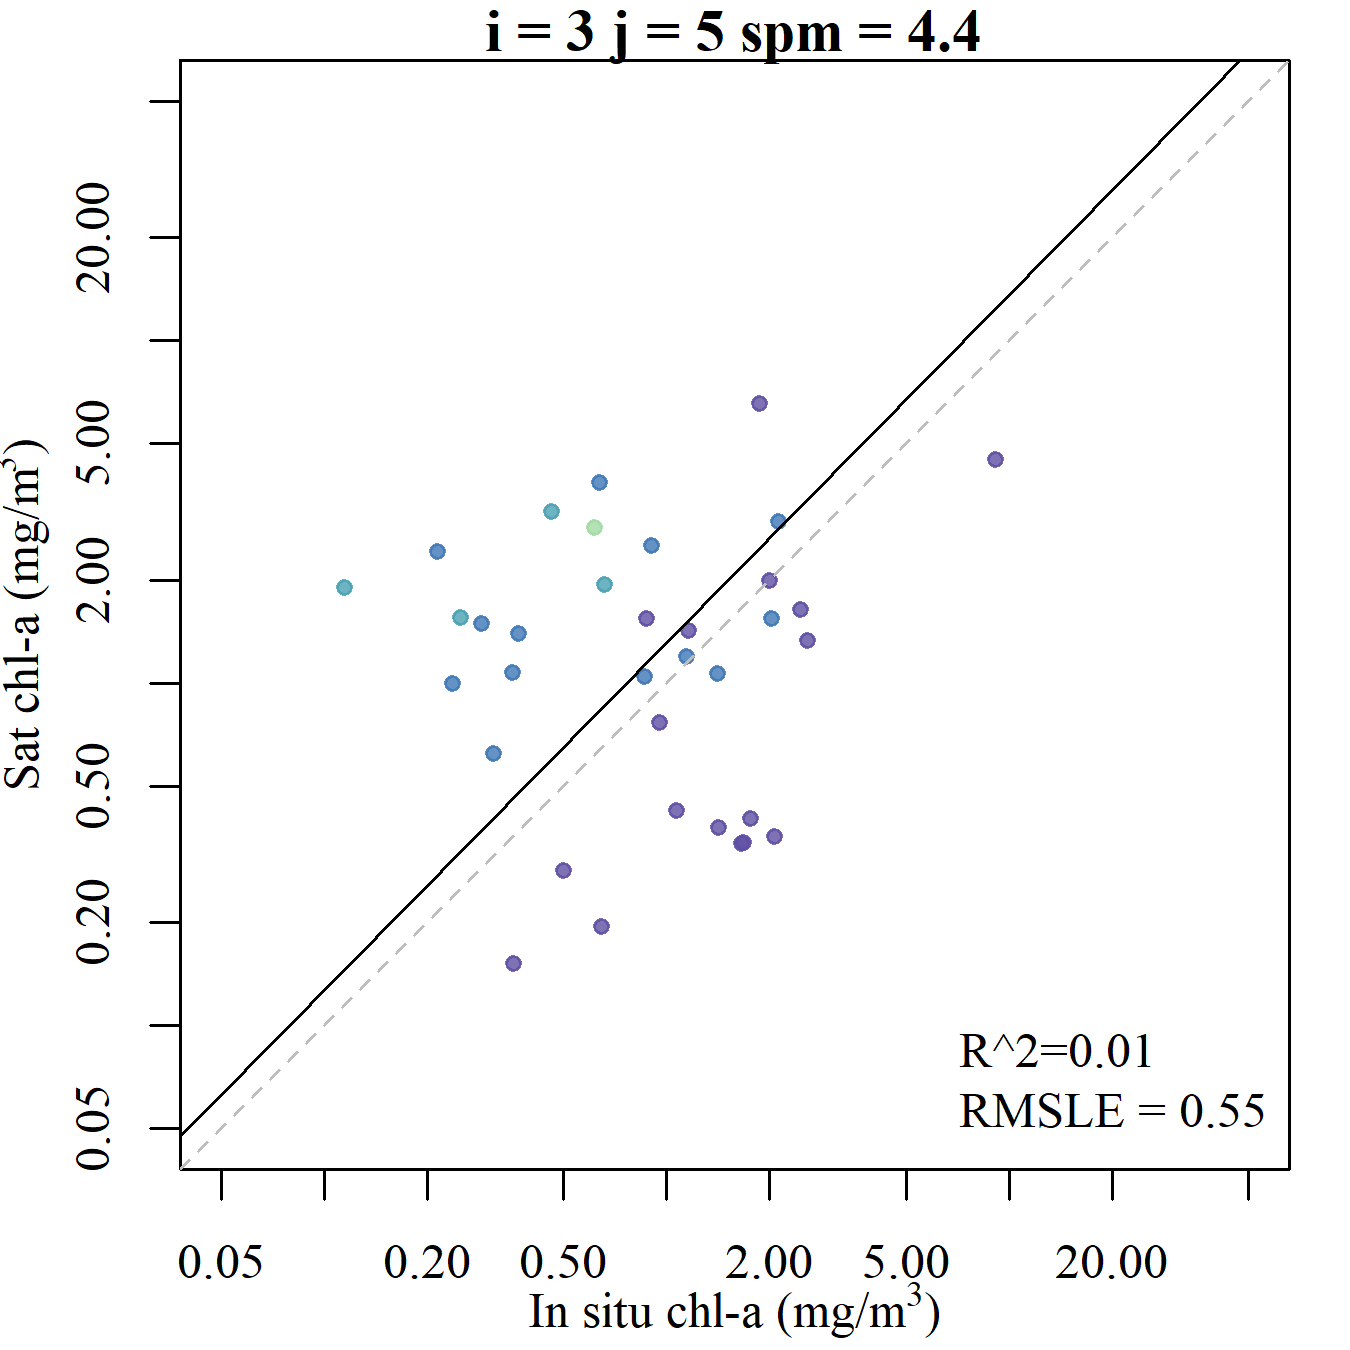 i = 3 j = 5 spm = 4.4
Sat chl-a (mg/m³)
20.00
5.00
2.00
0.50
0.20
0.05
R^2=0.01
RMSLE = 0.55
0.05 0.20 0.50 2.00 5.00 20.00
In situ chl-a (mg/m³)